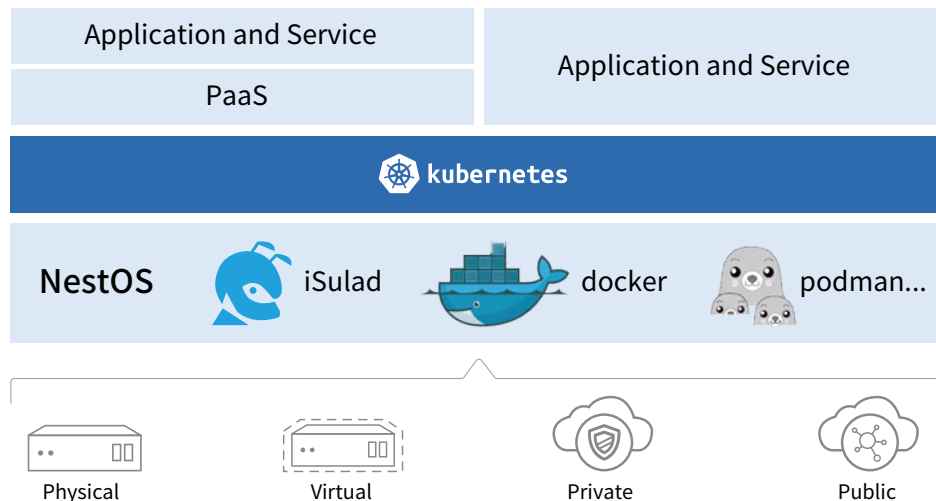 Application and Service
PaaS
Application and Service
kubernetes
NestOS
iSulad
docker
podman...
Physical
Virtual
Private
Public